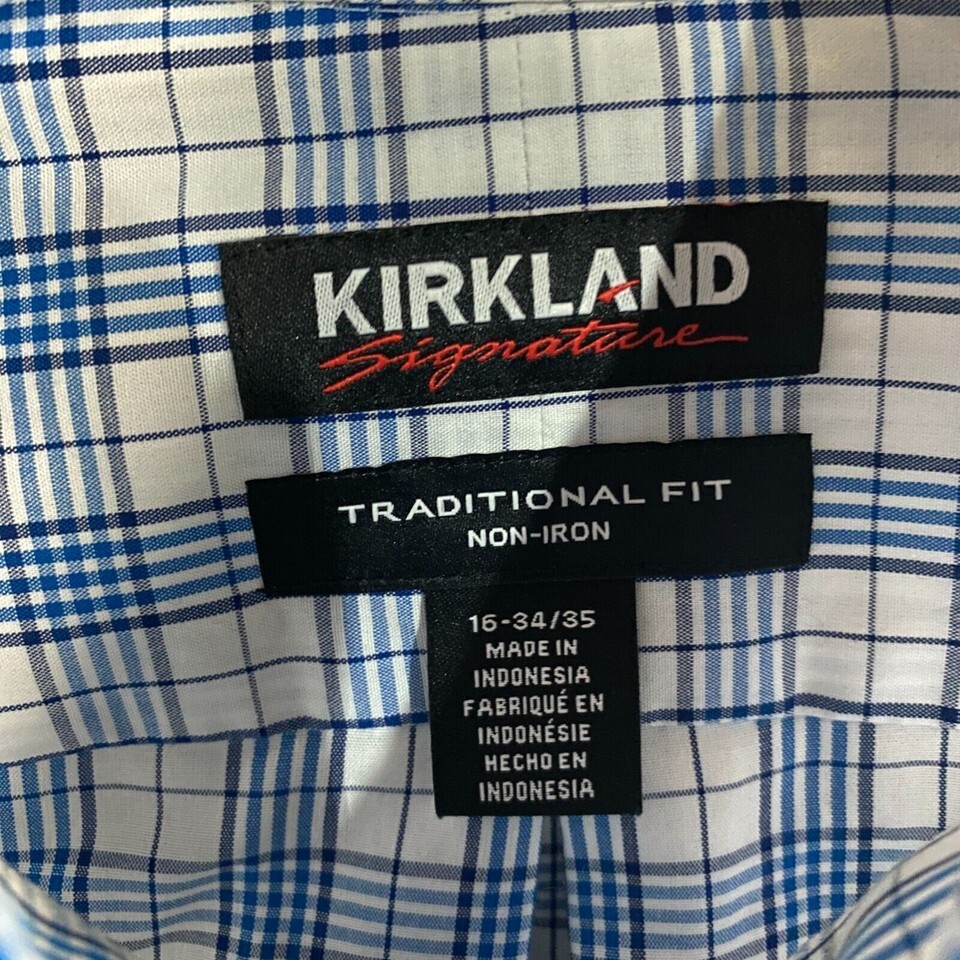 KIRKLAND
Signature
TRADITIONAL FIT
NON-IRON
16-34/35
MADE IN
INDONESIA
FABRIQUÉ EN
INDONÉSIE
HECHO EN
INDONESIA